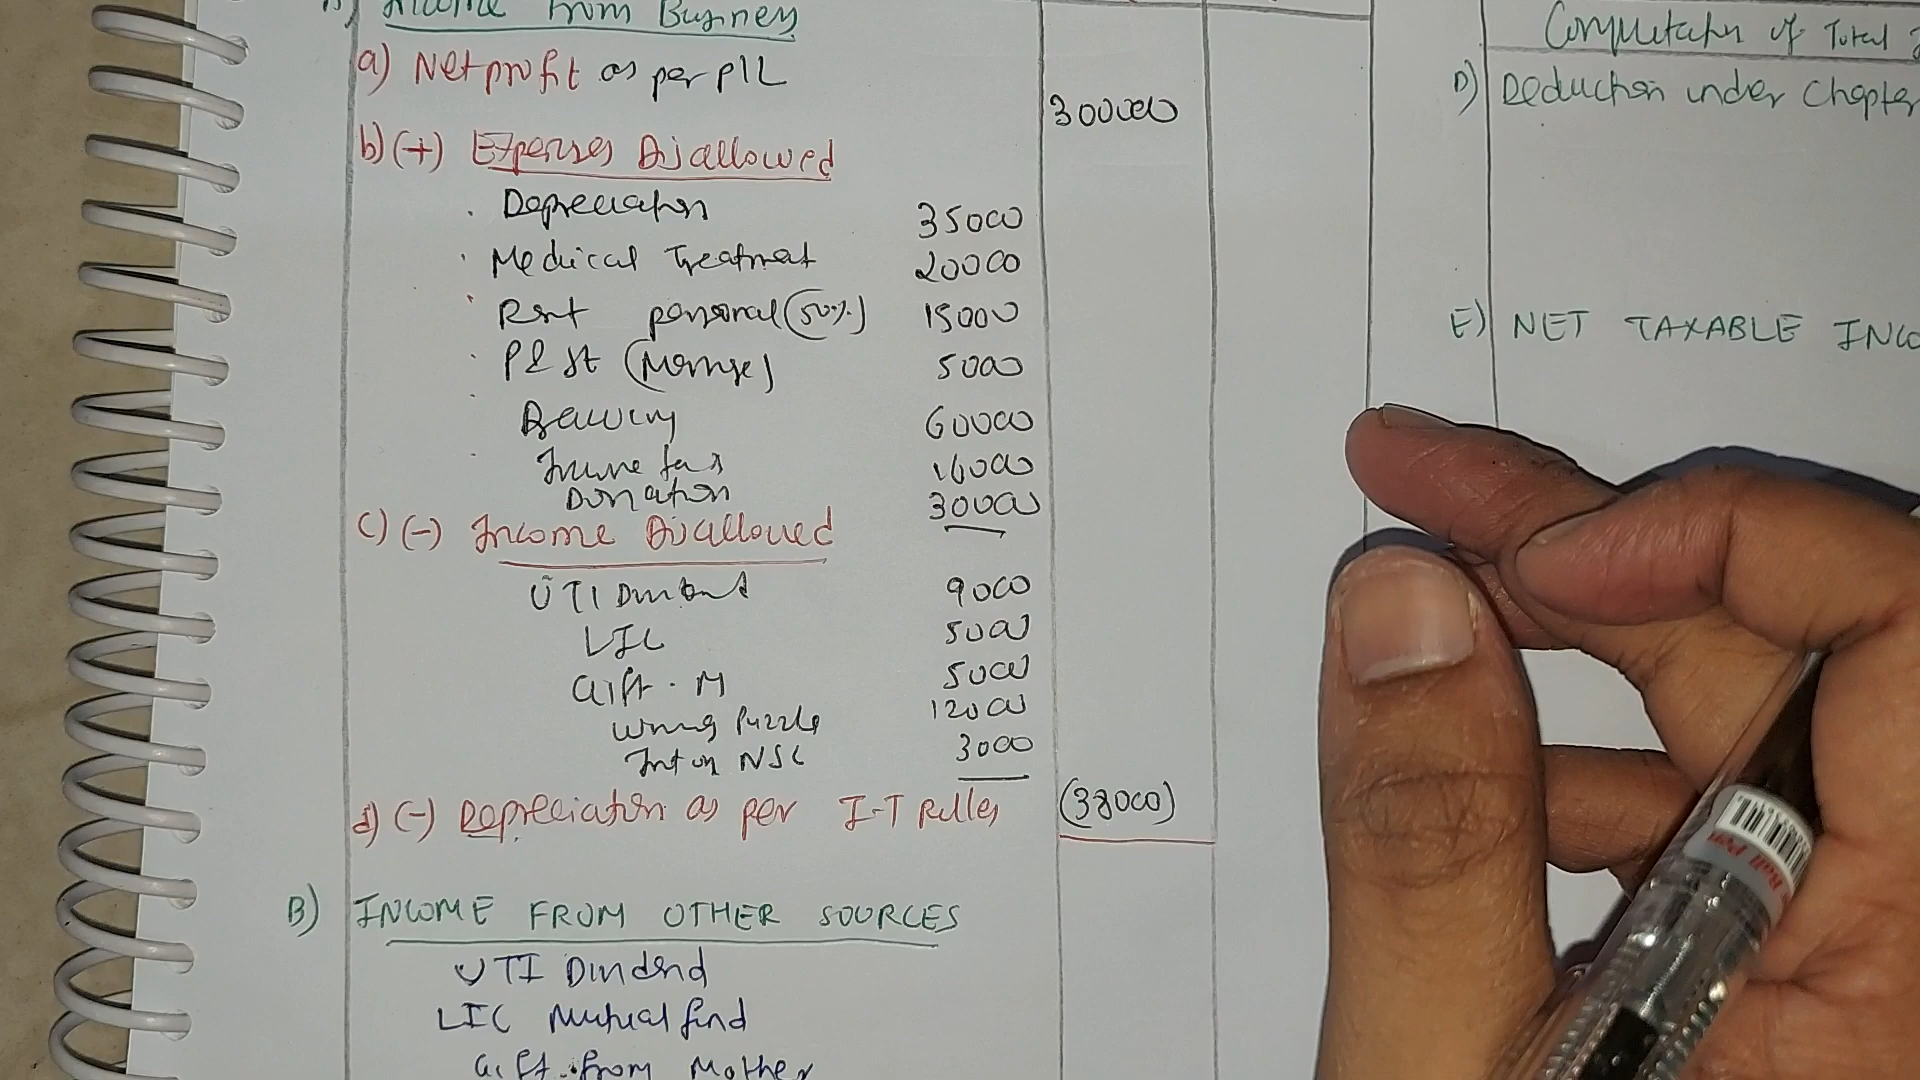 A) Income from Business
a) Net profit as per P/L
300000
b) (+) Expenses Disallowed
Depreciation 35000
Medical Treatment 20000
Rent personal (50%) 15000
P& St (Marriage) 5000
60000
Income tax 16000
Donation 30000
c) (-) Income Disallowed
UTI Dividend 9000
LIC 5000
Gift - M 5000
Winning Puzzle 12000
Int on NSC 3000
d) (-) Depreciation as per I-T Rules (38000)
B) INCOME FROM OTHER SOURCES
UTI Dividend
LIC Mutual fund
Gift from Mother
Computation of Total
D) Deduction under Chapter
E) NET TAXABLE INCO
Ball Pen